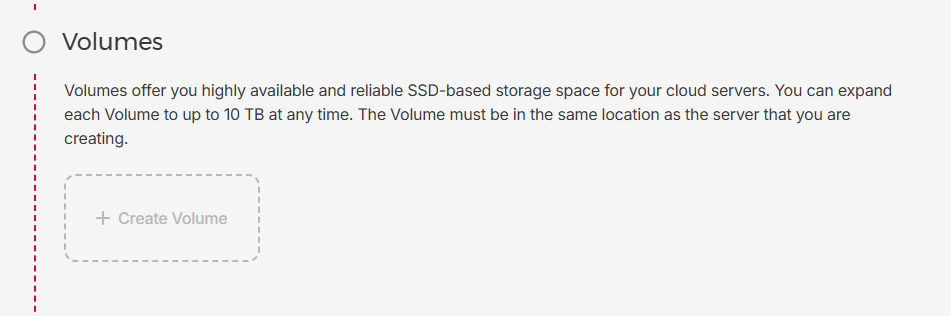 Volumes
Volumes offer you highly available and reliable SSD-based storage space for your cloud servers. You can expand
each Volume to up to 10 TB at any time. The Volume must be in the same location as the server that you are
creating.
+ Create Volume